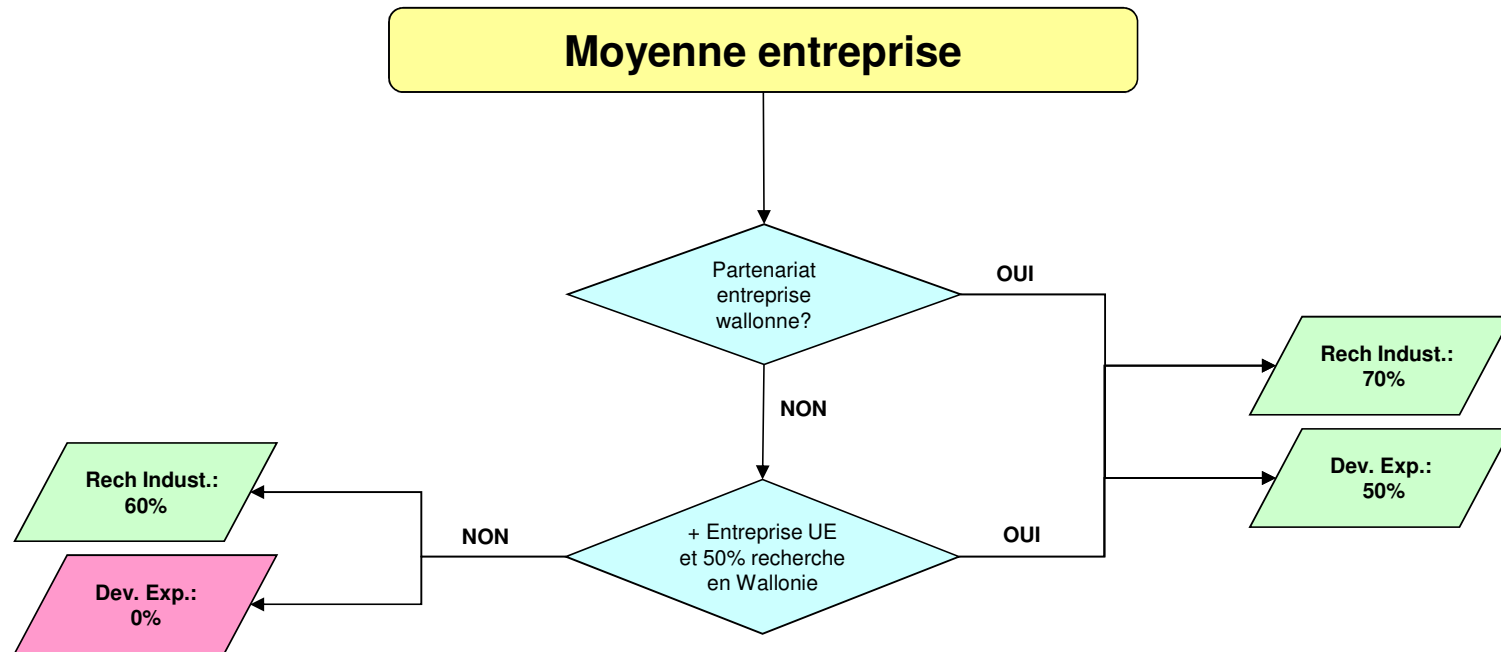 Moyenne entreprise
Partenariat
entreprise
wallonne?
OUI
Rech Indust.:
70%
NON
Dev. Exp.:
50%
Rech Indust.:
60%
NON
+ Entreprise UE
et 50% recherche
en Wallonie
OUI
Dev. Exp.:
0%